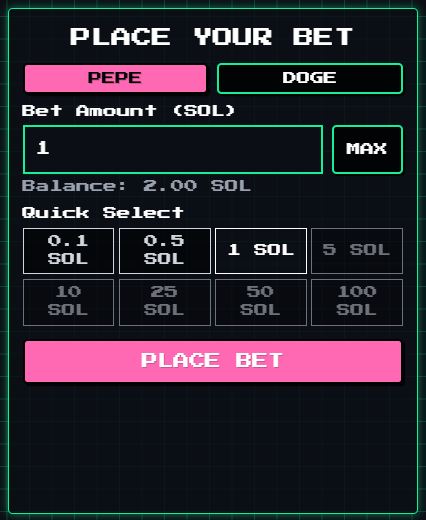 PLACE YOUR BET
PEPE
DOGE
Bet Amount (SOL)
1
MAX
Balance: 2.00 SOL
Quick Select
0.1
SOL
0.5
SOL
1 SOL
5 SOL
10
SOL
25
SOL
50
SOL
100
SOL
PLACE BET